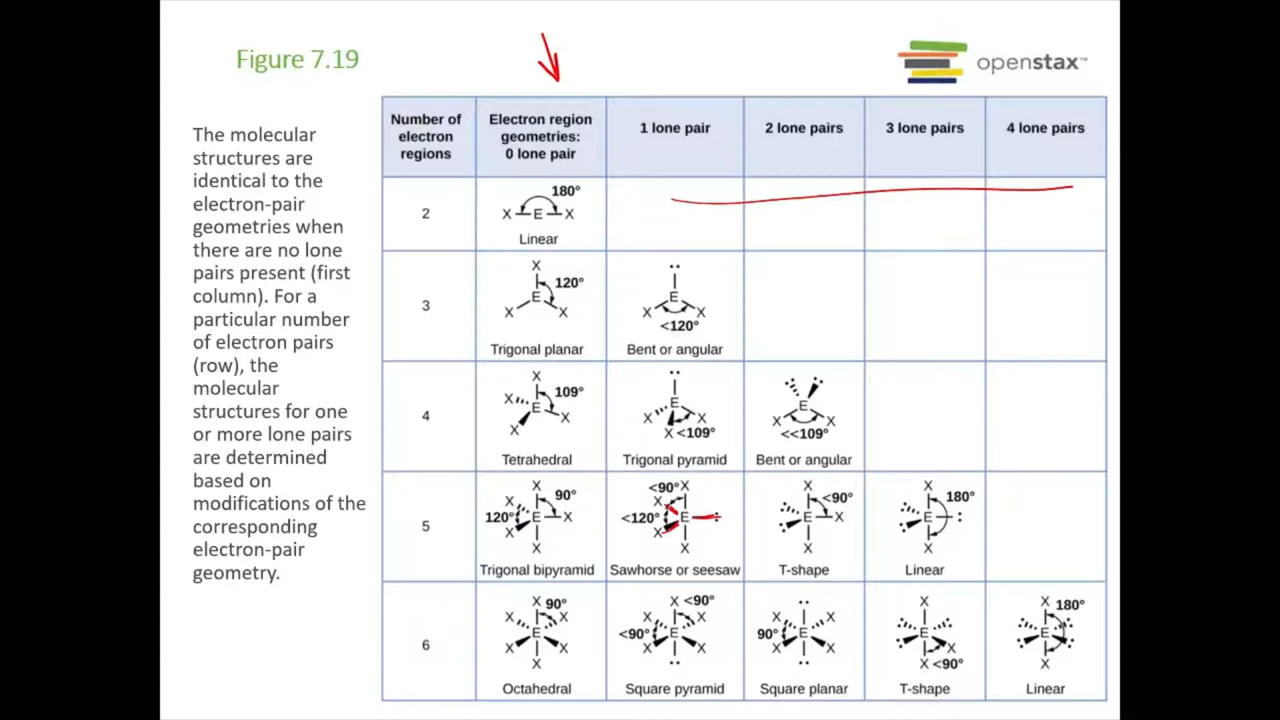 Figure 7.19
openstax™
The molecular
structures are
identical to the
electron-pair
geometries when
there are no lone
pairs present (first
column). For a
particular number
of electron pairs
(row), the
molecular
structures for one
or more lone pairs
are determined
based on
modifications of the
corresponding
electron-pair
geometry.
Number of
electron
regions
Electron region
geometries:
0 lone pair
1 lone pair
2 lone pairs
3 lone pairs
4 lone pairs
2
180°
X E X
Linear
3
X
120°
E
X X
Trigonal planar
E
X X
<120°
Bent or angular
4
X
109°
X E X
X
Tetrahedral
E
X X
X <109°
Trigonal pyramid
E
X X
<<109°
Bent or angular
5
X 90°
X
120° E X
X
X
Trigonal bipyramid
<90° X
X
<120° E
X
X
Sawhorse or seesaw
X <90°
E X
X
T-shape
X 180°
E
X
Linear
6
X 90°
X X
E
X X
X
Octahedral
X <90°
X X
<90° E
X X
Square pyramid
X X
90° E
X X
Square planar
X
E
X
X <90°
T-shape
X 180°
E
X
Linear